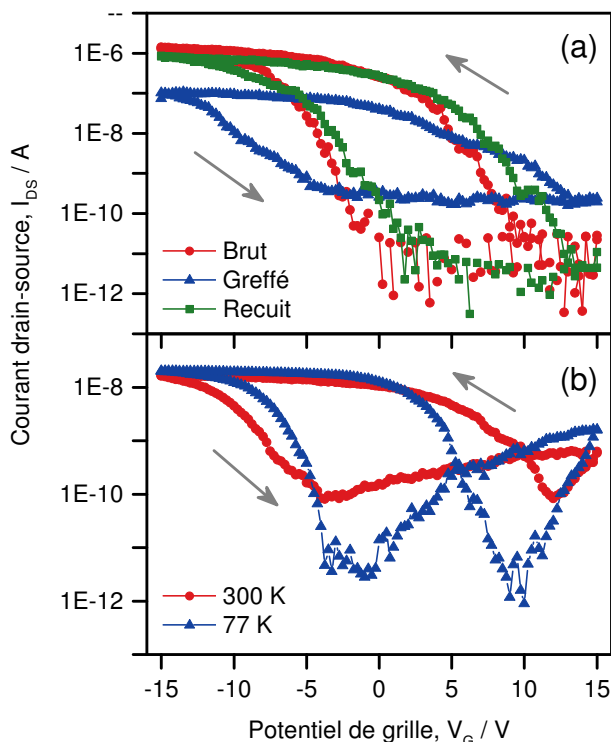 --
1E-6
1E-8
1E-10
1E-12
(a)
Brut
Greffé
Recuit
Courant drain-source, I_DS / A
1E-8
1E-10
1E-12
(b)
300 K
77 K
-15 -10 -5 0 5 10 15
Potentiel de grille, V_G / V